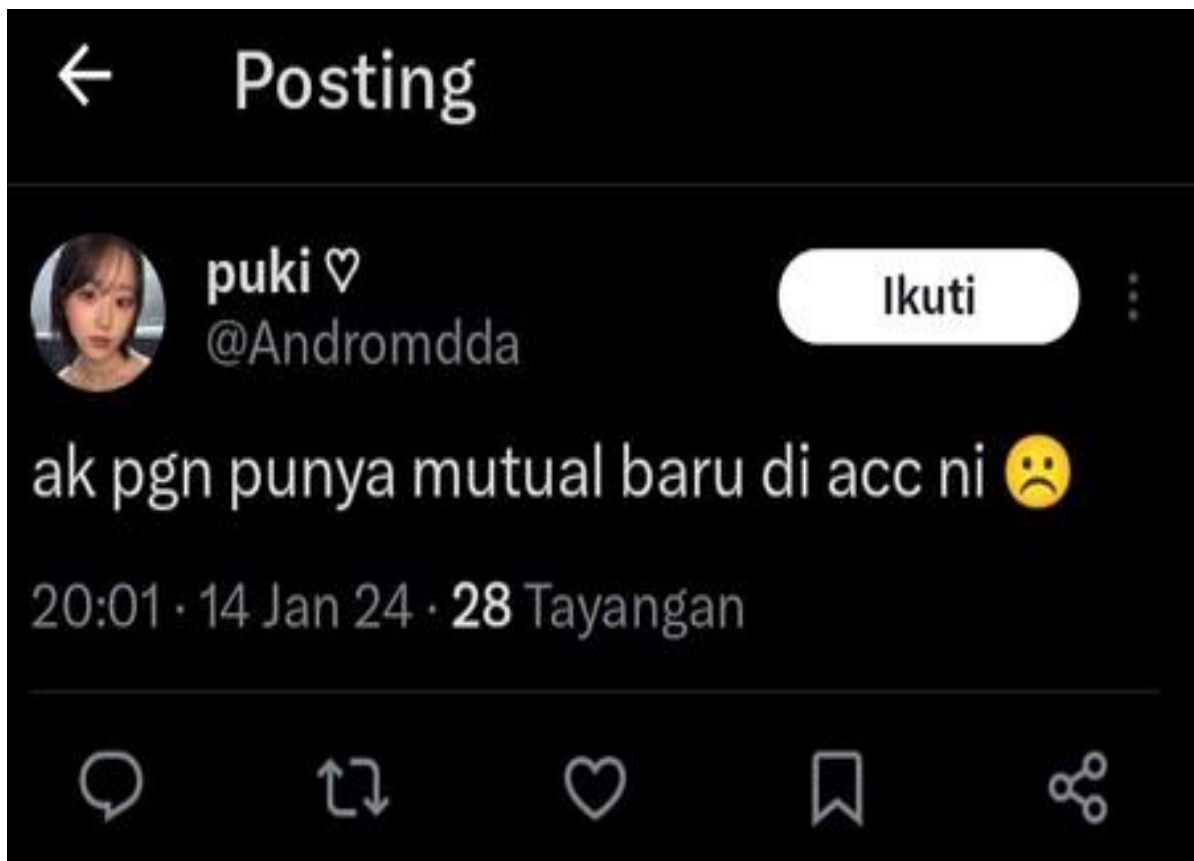 Posting
puki ♡
@Andromdda
Ikuti
ak pgn punya mutual baru di acc ni ☹️
20:01 · 14 Jan 24 · 28 Tayangan